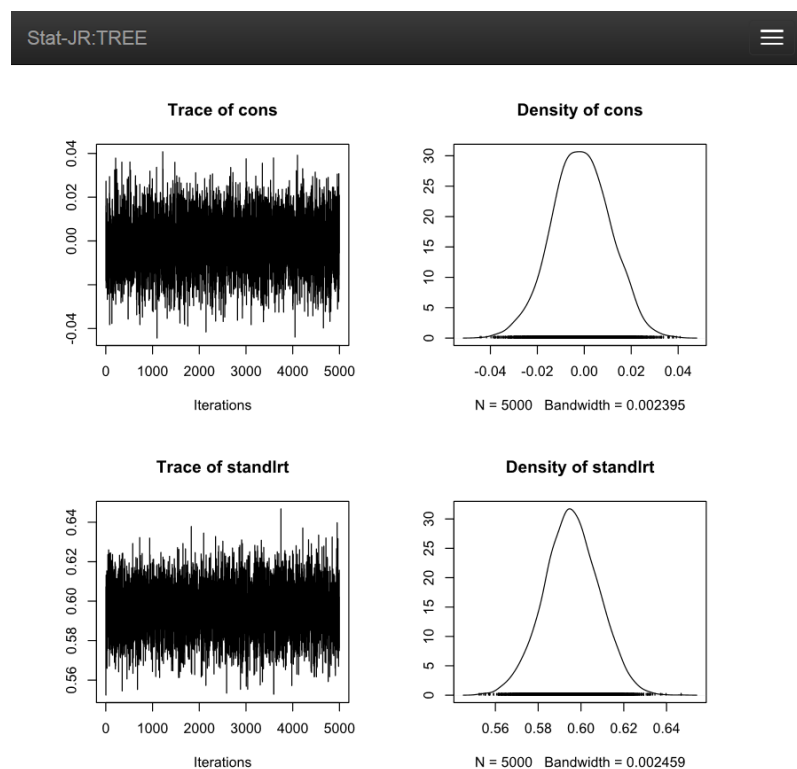 Stat-JR:TREE
Trace of cons
-0.04 0.00 0.02 0.04
0 1000 2000 3000 4000 5000
Iterations
Density of cons
0 5 10 15 20 25 30
-0.04 -0.02 0.00 0.02 0.04
N = 5000 Bandwidth = 0.002395
Trace of standlrt
0.56 0.58 0.60 0.62 0.64
0 1000 2000 3000 4000 5000
Iterations
Density of standlrt
0 5 10 15 20 25 30
0.56 0.58 0.60 0.62 0.64
N = 5000 Bandwidth = 0.002459